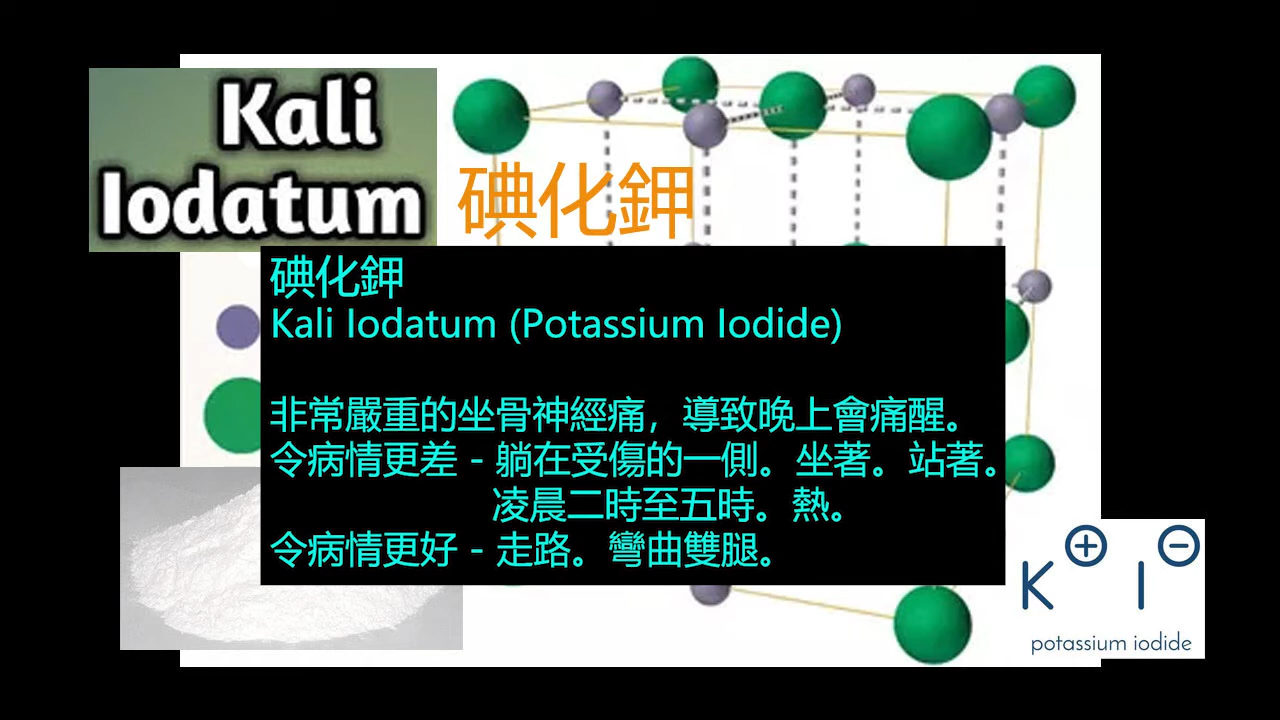 Kali
Iodatum
碘化鉀
碘化鉀
Kali Iodatum (Potassium Iodide)
非常嚴重的坐骨神經痛，導致晚上會痛醒。
令病情更差 - 躺在受傷的一側。坐著。站著。
凌晨二時至五時。熱。
令病情更好 - 走路。彎曲雙腿。
K⊕ I⊖
potassium iodide